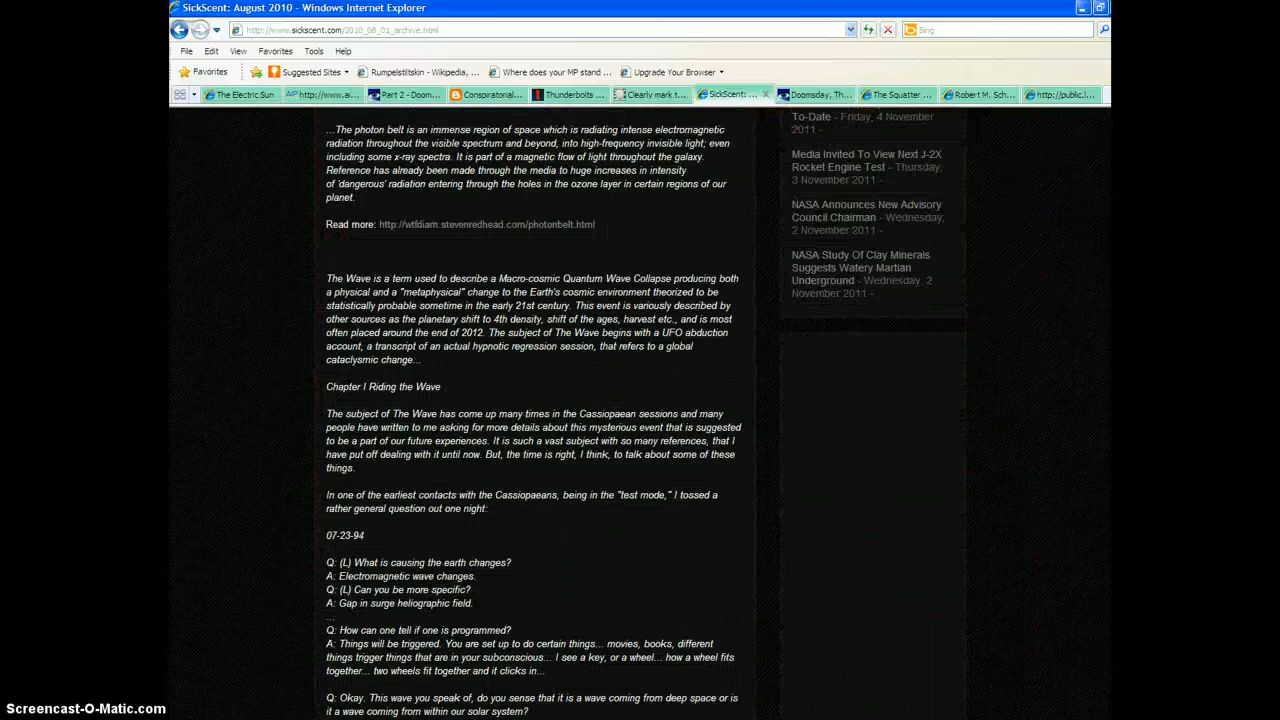 SickScent: August 2010 - Windows Internet Explorer
http://www.sickscent.com/2010_08_01_archive.html
Bing
File Edit View Favorites Tools Help
Favorites Suggested Sites Rumpelstiltskin - Wikipedia, ... Where does your MP stand ... Upgrade Your Browser
The Electric Sun http://www.ai... Part 2 - Doom... Conspiratorial... Thunderbolts ... Clearly mark t... SickScent: ... Doomsday, Th... The Squatter ... Robert M. Sch... http://public.l...
...The photon belt is an immense region of space which is radiating intense electromagnetic
radiation throughout the visible spectrum and beyond, into high-frequency invisible light; even
including some x-ray spectra. It is part of a magnetic flow of light throughout the galaxy.
Reference has already been made through the media to huge increases in intensity
of 'dangerous' radiation entering through the holes in the ozone layer in certain regions of our
planet.
Read more: http://wtfdiam.stevenredhead.com/photonbelt.html
The Wave is a term used to describe a Macro-cosmic Quantum Wave Collapse producing both
a physical and a "metaphysical" change to the Earth's cosmic environment theorized to be
statistically probable sometime in the early 21st century. This event is variously described by
other sources as the planetary shift to 4th density, shift of the ages, harvest etc., and is most
often placed around the end of 2012. The subject of The Wave begins with a UFO abduction
account, a transcript of an actual hypnotic regression session, that refers to a global
cataclysmic change...
Chapter I Riding the Wave
The subject of The Wave has come up many times in the Cassiopaean sessions and many
people have written to me asking for more details about this mysterious event that is suggested
to be a part of our future experiences. It is such a vast subject with so many references, that I
have put off dealing with it until now. But, the time is right, I think, to talk about some of these
things.
In one of the earliest contacts with the Cassiopaeans, being in the "test mode," I tossed a
rather general question out one night:
07-23-94
Q: (L) What is causing the earth changes?
A: Electromagnetic wave changes.
Q: (L) Can you be more specific?
A: Gap in surge heliographic field.
...
Q: How can one tell if one is programmed?
A: Things will be triggered. You are set up to do certain things... movies, books, different
things trigger things that are in your subconscious... I see a key, or a wheel... how a wheel fits
together... two wheels fit together and it clicks in...
Q: Okay. This wave you speak of, do you sense that it is a wave coming from deep space or is
it a wave coming from within our solar system?
To-Date - Friday, 4 November
2011 -
Media Invited To View Next J-2X
Rocket Engine Test - Thursday,
3 November 2011 -
NASA Announces New Advisory
Council Chairman - Wednesday,
2 November 2011 -
NASA Study Of Clay Minerals
Suggests Watery Martian
Underground - Wednesday, 2
November 2011 -
Screencast-O-Matic.com